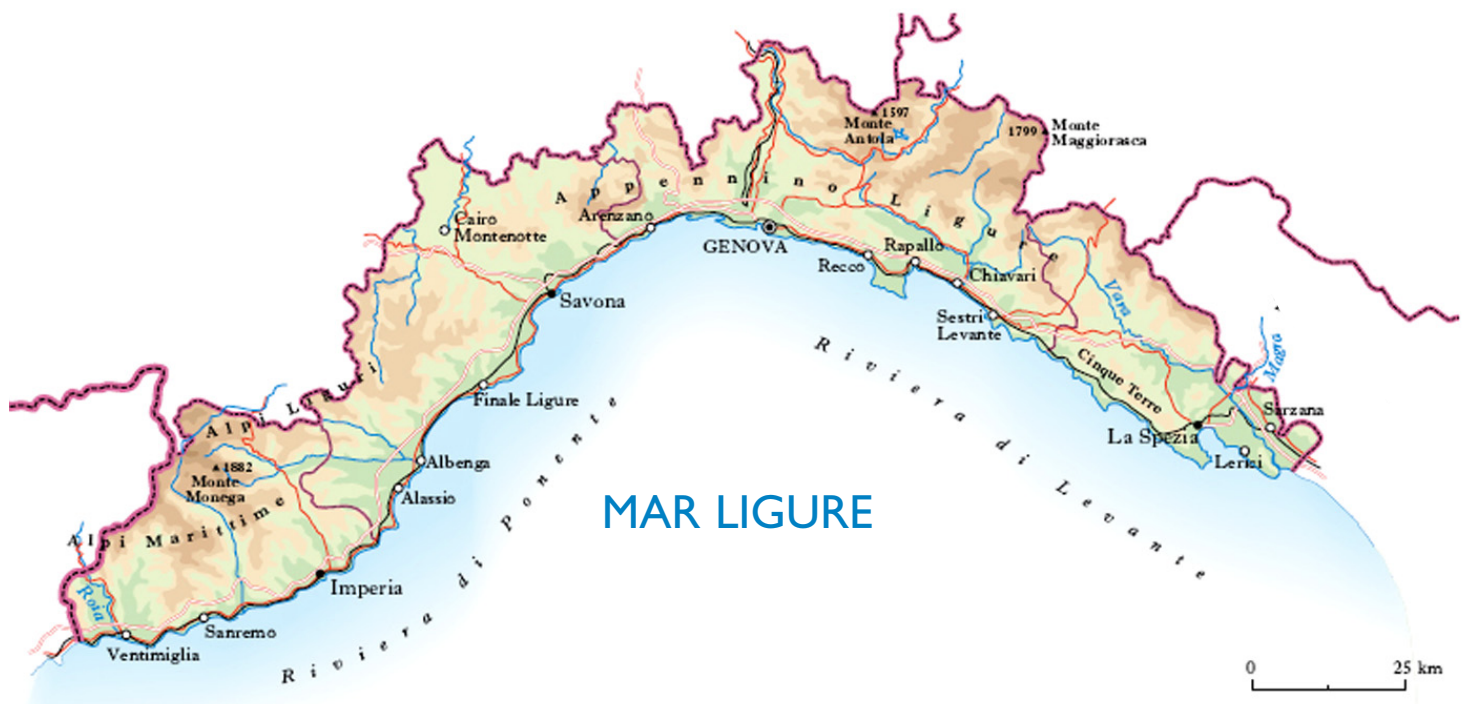 1597
Monte
Antola
1799
Monte
Maggiorasca
Appennino Ligure
Cairo
Montenotte
Arenzano
GENOVA
Recco
Rapallo
Chiavari
Sestri
Levante
Vara
Magra
Savona
Cinque Terre
Sarzana
La Spezia
Lerici
Finale Ligure
Alpi Liguri
1882
Monte
Monega
Albenga
Alassio
Alpi Marittime
Roia
Imperia
Sanremo
Ventimiglia
Riviera di Ponente
Riviera di Levante
MAR LIGURE
0 25 km